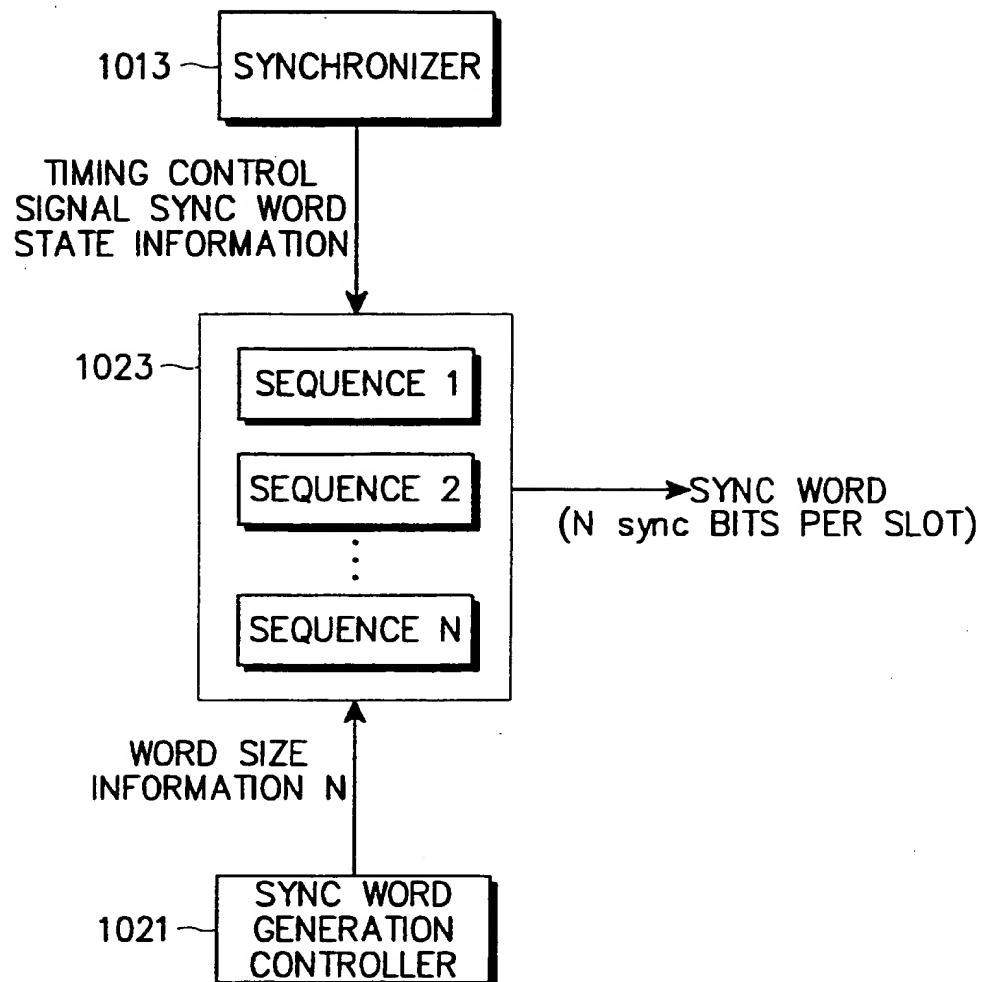 1013
SYNCHRONIZER
TIMING CONTROL
SIGNAL SYNC WORD
STATE INFORMATION
1023
SEQUENCE 1
SEQUENCE 2
SEQUENCE N
SYNC WORD
(N sync BITS PER SLOT)
WORD SIZE
INFORMATION N
1021
SYNC WORD
GENERATION
CONTROLLER